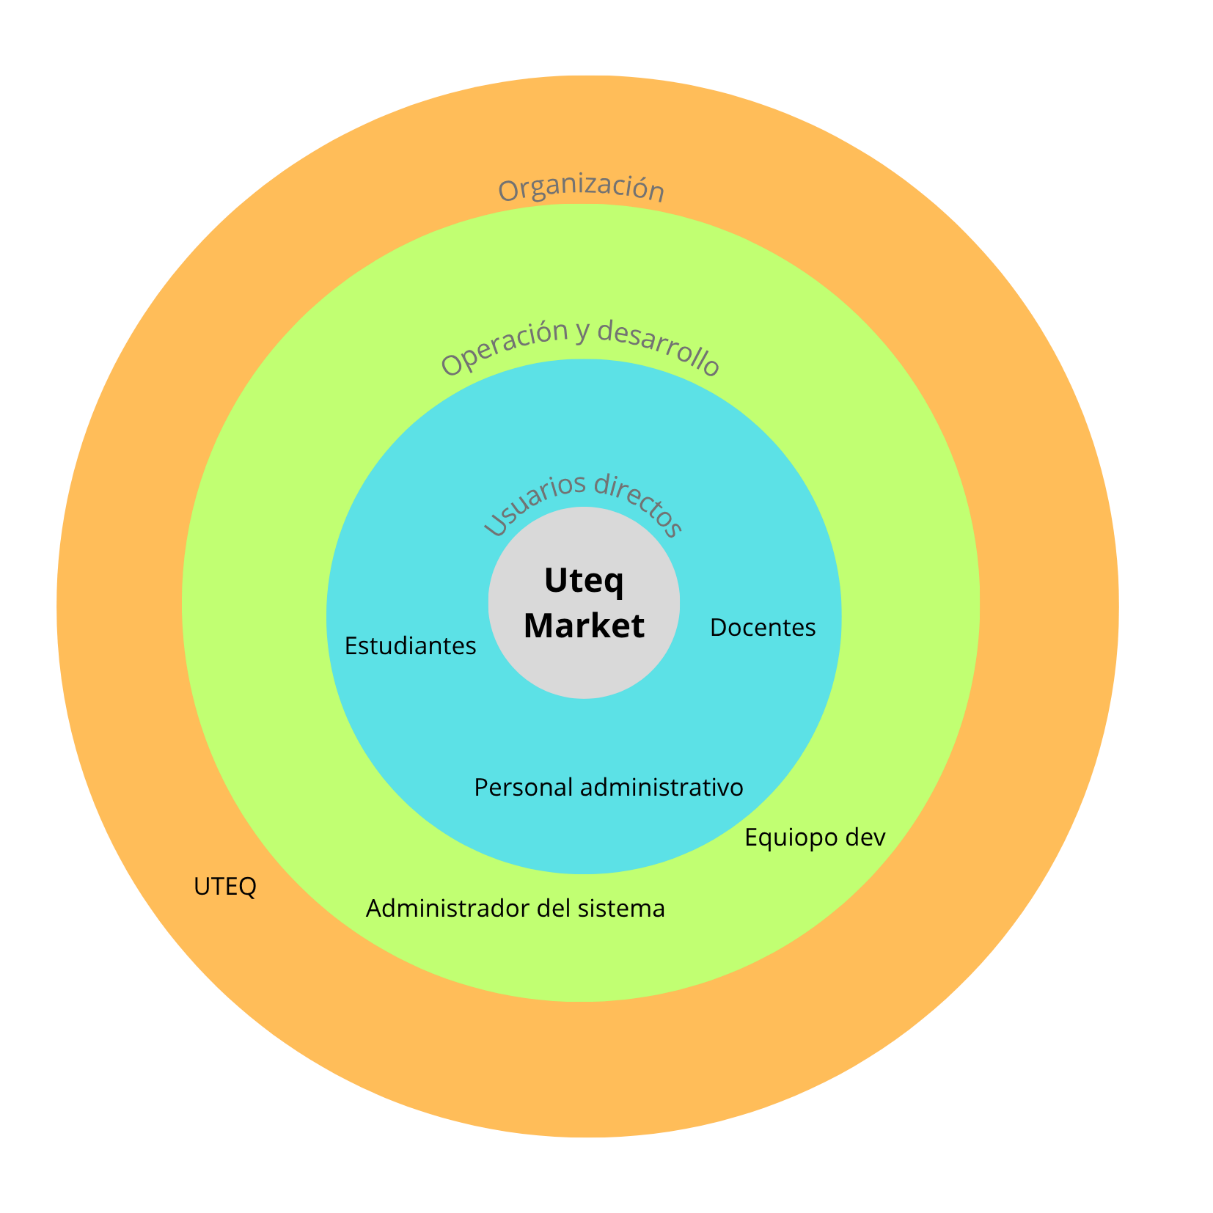 Organización
Operación y desarrollo
Usuarios directos
Uteq
Market
Docentes
Estudiantes
Personal administrativo
Equiopo dev
UTEQ
Administrador del sistema